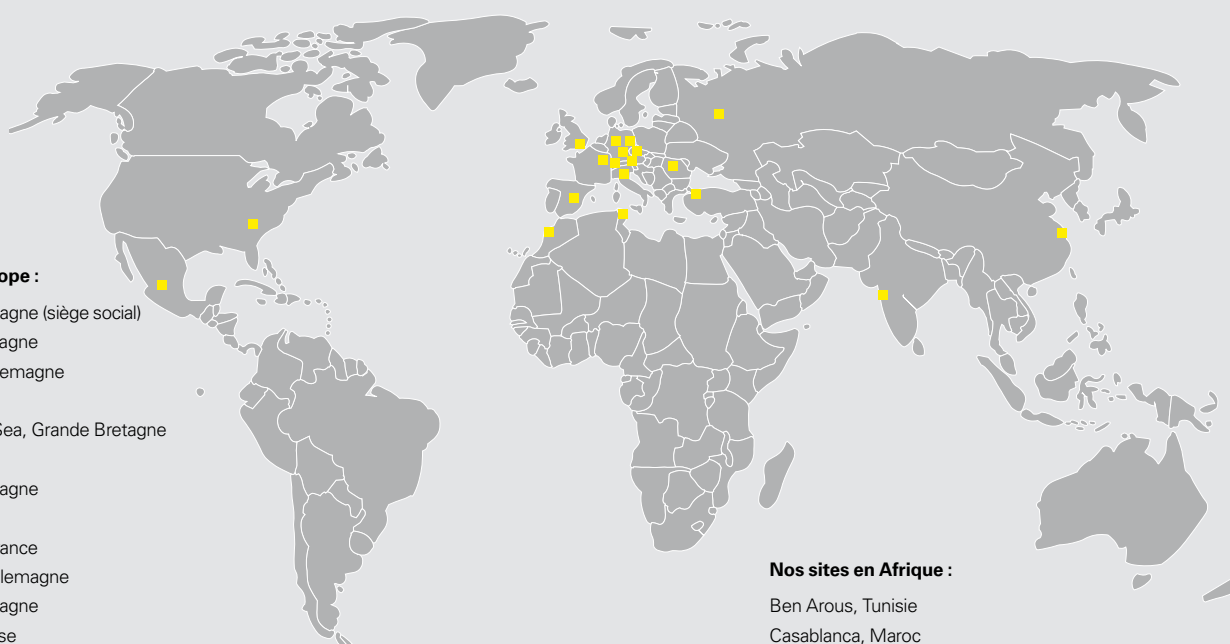 ope :
agne (siège social)
agne
lemagne
Sea, Grande Bretagne
agne
ance
llemagne
agne
se
Nos sites en Afrique :
Ben Arous, Tunisie
Casablanca, Maroc